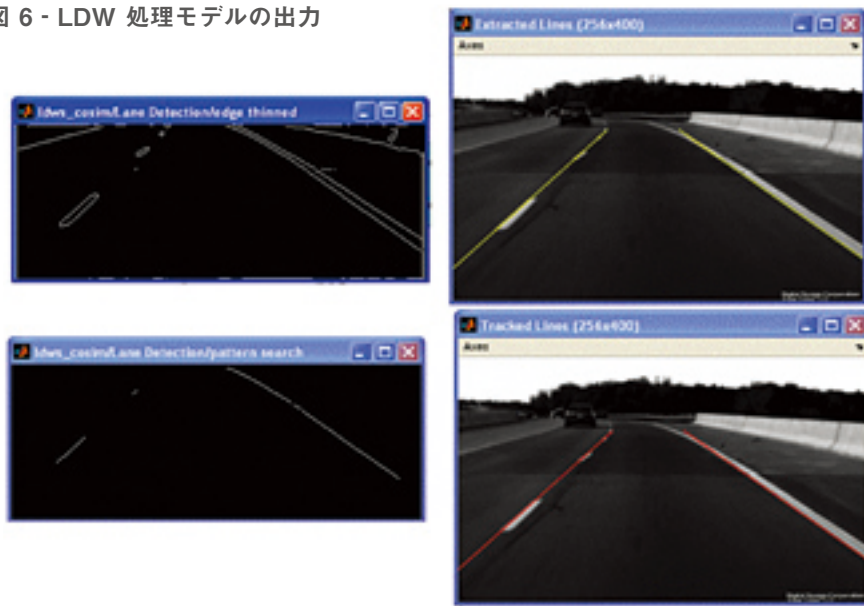 図 6 - LDW 処理モデルの出力
Extracted Lines (256x400)
Axes
ldws_cosim/Lane Detection/edge thinned
Tracked Lines (256x400)
Axes
ldws_cosim/Lane Detection/pattern search